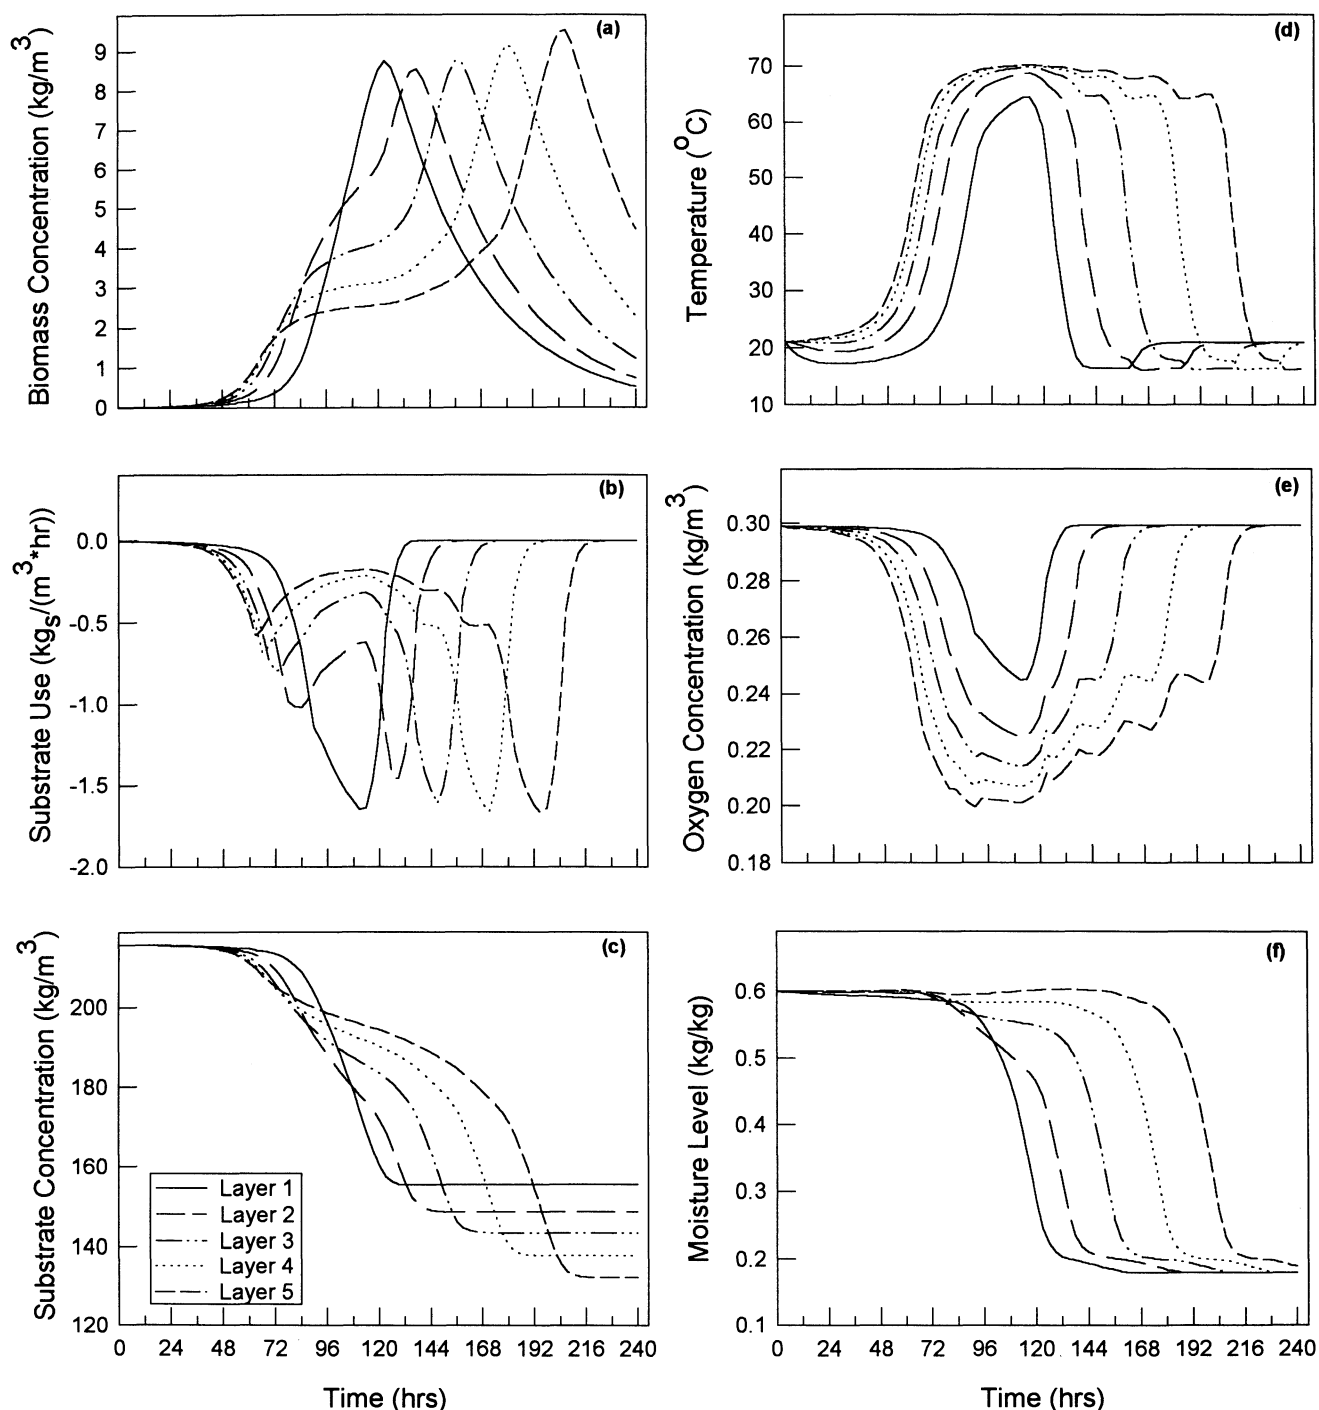 (a)
Biomass Concentration (kg/m3)
9
8
7
6
5
4
3
2
1
0
(d)
Temperature (oC)
70
60
50
40
30
20
10
(b)
Substrate Use (kgs/(m3*hr))
0.0
-0.5
-1.0
-1.5
-2.0
(e)
Oxygen Concentration (kg/m3)
0.30
0.28
0.26
0.24
0.22
0.20
0.18
(c)
Substrate Concentration (kg/m3)
200
180
160
140
120
Layer 1
Layer 2
Layer 3
Layer 4
Layer 5
0 24 48 72 96 120 144 168 192 216 240
Time (hrs)
(f)
Moisture Level (kg/kg)
0.6
0.5
0.4
0.3
0.2
0.1
0 24 48 72 96 120 144 168 192 216 240
Time (hrs)